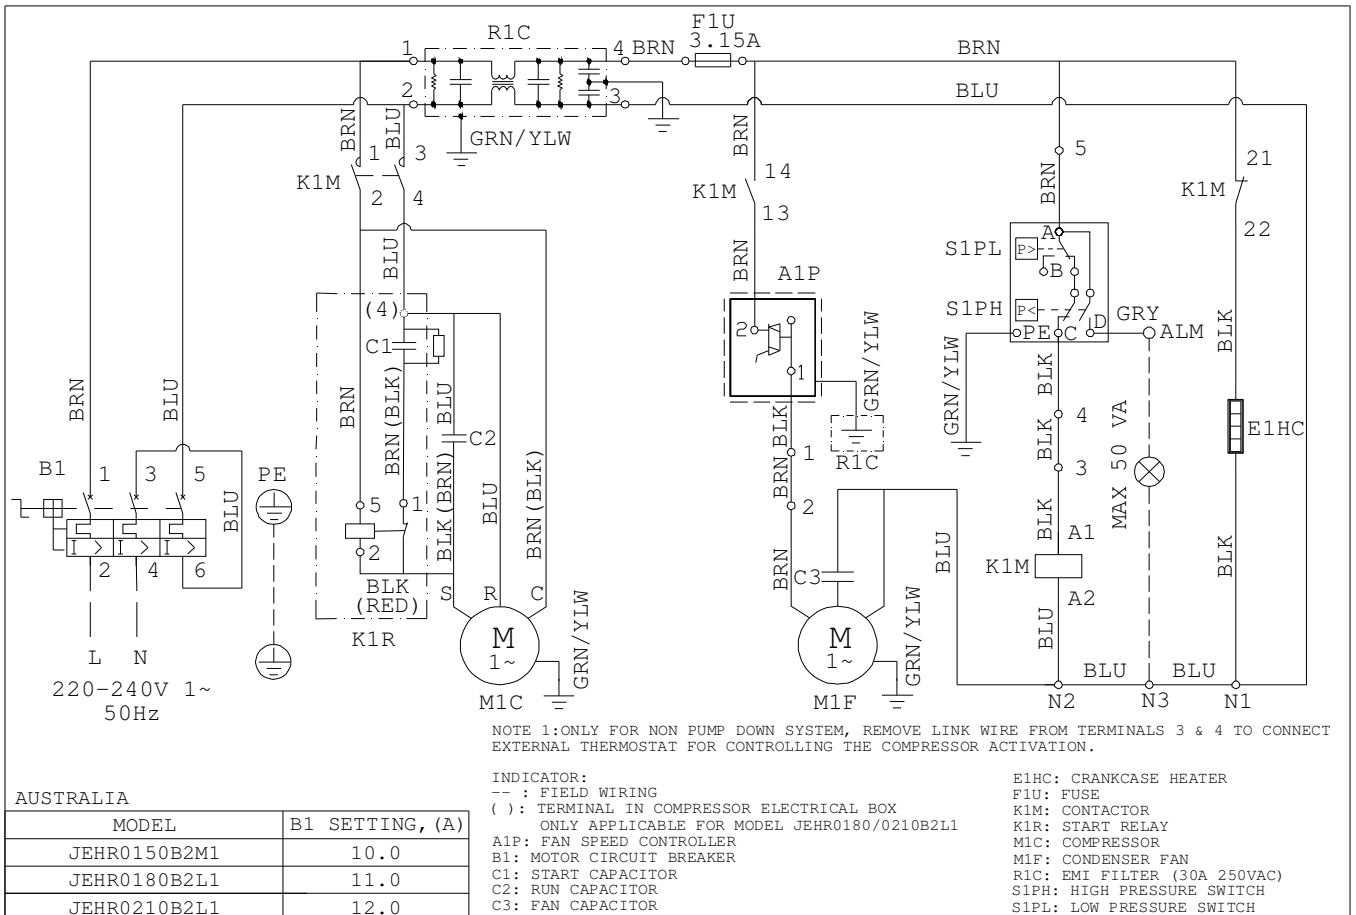 F1U
R1C
3.15A
1
4
BRN
BRN
2
3
BLU
GRN/YLW
BRN
BLU
BRN
1
3
K1M
2
4
14
K1M
13
5
BRN
21
K1M
22
BLU
BRN
A
S1PL
P>
B
A1P
(4)
S1PH
P<
GRY
D
C1
2
PE
C
ALM
BLK
1
GRN/YLW
GRN/YLW
BLK
BRN
BLU
BRN
BRN(BLK)
BLU
BLK
4
C2
E1HC
BLK
BRN
1
R1C
BLK
3
MAX 50 VA
B1
1
3
5
PE
BLU
5
1
BLK(BRN)
BLU
BRN(BLK)
2
BLK
A1
2
I >
I >
I >
2
4
6
BLK
(RED)
S
R
C
BRN
C3
BLU
K1M
A2
BLK
K1R
M
1~
GRN/YLW
M
1~
GRN/YLW
BLU
L
N
BLU
BLU
220-240V 1~
50Hz
M1C
M1F
N2
N3
N1
NOTE 1:ONLY FOR NON PUMP DOWN SYSTEM, REMOVE LINK WIRE FROM TERMINALS 3 & 4 TO CONNECT
EXTERNAL THERMOSTAT FOR CONTROLLING THE COMPRESSOR ACTIVATION.
AUSTRALIA
MODEL B1 SETTING,(A)
JEHR0150B2M1 10.0
JEHR0180B2L1 11.0
JEHR0210B2L1 12.0
INDICATOR:
-- : FIELD WIRING
( ): TERMINAL IN COMPRESSOR ELECTRICAL BOX
ONLY APPLICABLE FOR MODEL JEHR0180/0210B2L1
A1P: FAN SPEED CONTROLLER
B1: MOTOR CIRCUIT BREAKER
C1: START CAPACITOR
C2: RUN CAPACITOR
C3: FAN CAPACITOR
E1HC: CRANKCASE HEATER
F1U: FUSE
K1M: CONTACTOR
K1R: START RELAY
M1C: COMPRESSOR
M1F: CONDENSER FAN
R1C: EMI FILTER (30A 250VAC)
S1PH: HIGH PRESSURE SWITCH
S1PL: LOW PRESSURE SWITCH